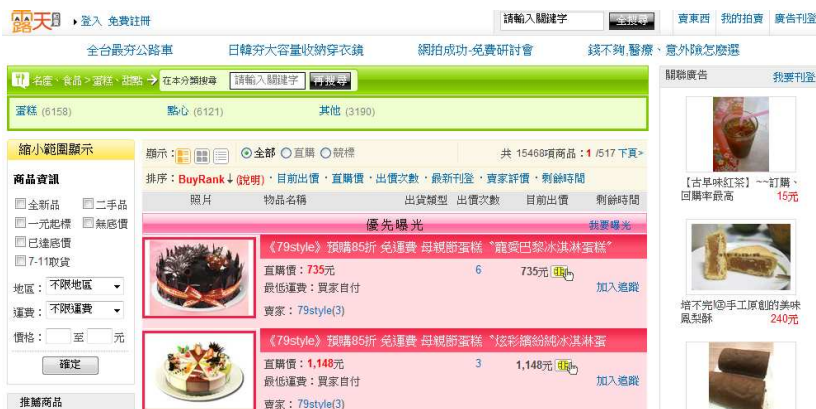 露天 登入 免費註冊 請輸入關鍵字 全搜尋 賣東西 我的拍賣 廣告刊登
全台最夯公路車 日韓夯大容量收納穿衣鏡 網拍成功-免費研討會 錢不夠,醫療、意外險怎麼選
名產、食品 > 蛋糕、甜點 在本分類搜尋 請輸入關鍵字 再搜尋
蛋糕 (6158) 點心 (6121) 其他 (3190)
縮小範圍顯示
商品資訊
全新品 二手品
一元起標 無底價
已達底價
7-11取貨
地區： 不限地區
運費： 不限運費
價格： 至 元
確定
推薦商品
顯示： 全部 直購 競標 共 15468項商品：1 /517 下頁>
排序：BuyRank↓(說明)・目前出價・直購價・出價次數・最新刊登・賣家評價・剩餘時間
照片 物品名稱 出貨類型 出價次數 目前出價 剩餘時間
優先曝光 我要曝光
《79style》預購85折 免運費 母親節蛋糕〝寵愛巴黎冰淇淋蛋糕〞
直購價：735元 6 735元
最低運費：買家自付 加入追蹤
賣家：79style(3)
《79style》預購85折 免運費 母親節蛋糕〝炫彩繽紛純冰淇淋蛋
直購價：1,148元 3 1,148元
最低運費：買家自付 加入追蹤
賣家：79style(3)
關聯廣告 我要刊登
【古早味紅茶】~~訂購、
回購率最高 15元
培不完!@手工原創的美味
鳳梨酥 240元